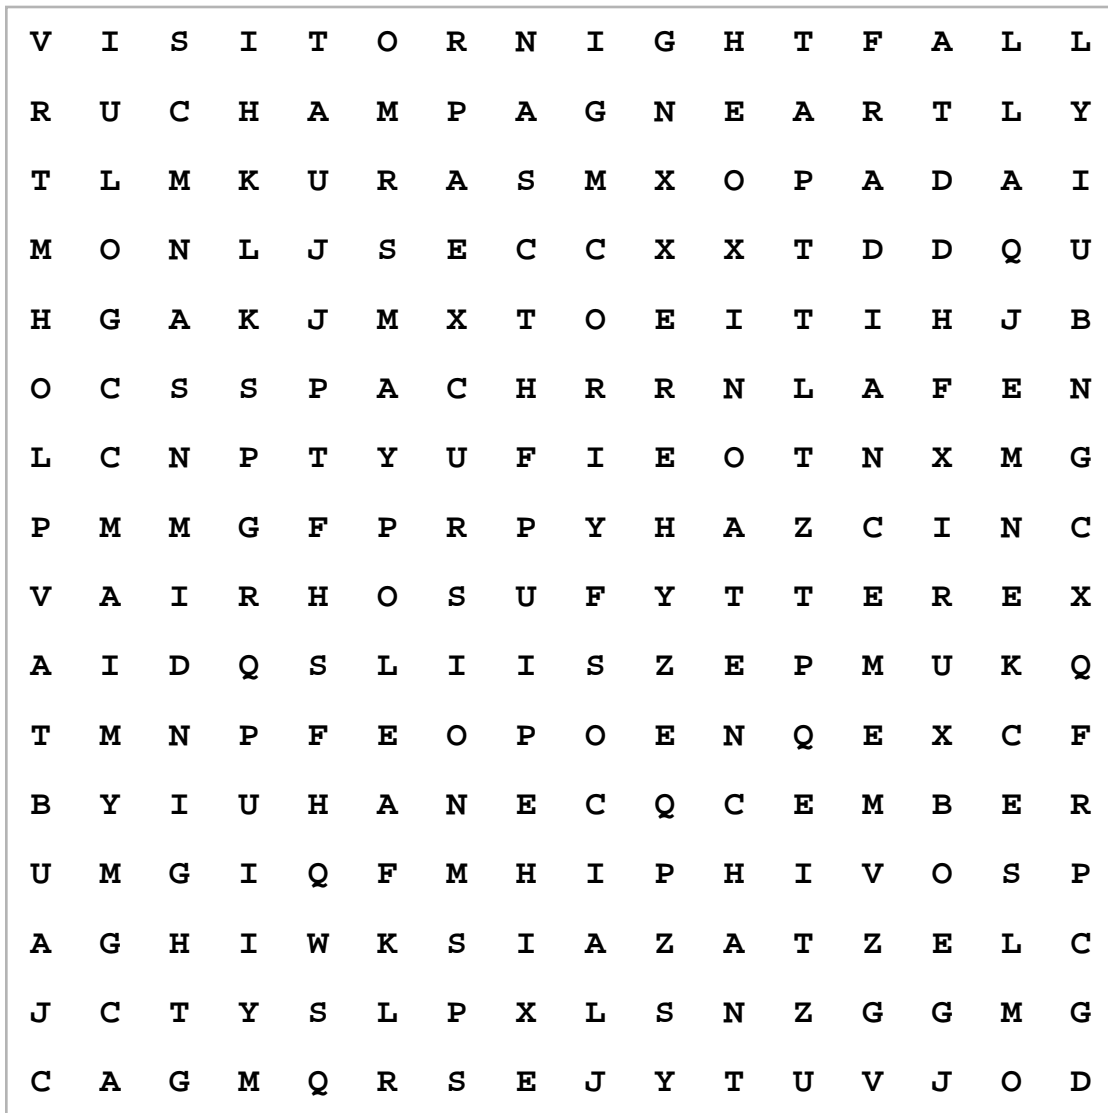 V I S I T O R N I G H T F A L L
R U C H A M P A G N E A R T L Y
T L M K U R A S M X O P A D A I
M O N L J S E C C X X T D D Q U
H G A K J M X T O E I T I H J B
O C S S P A C H R R N L A F E N
L C N P T Y U F I E O T N X M G
P M M G F P R P Y H A Z C I N C
V A I R H O S U F Y T T E R E X
A I D Q S L I I S Z E P M U K Q
T M N P F E O P O E N Q E X C F
B Y I U H A N E C Q C E M B E R
U M G I Q F M H I P H I V O S P
A G H I W K S I A Z A T Z E L C
J C T Y S L P X L S N Z G G M G
C A G M Q R S E J Y T U V J O D